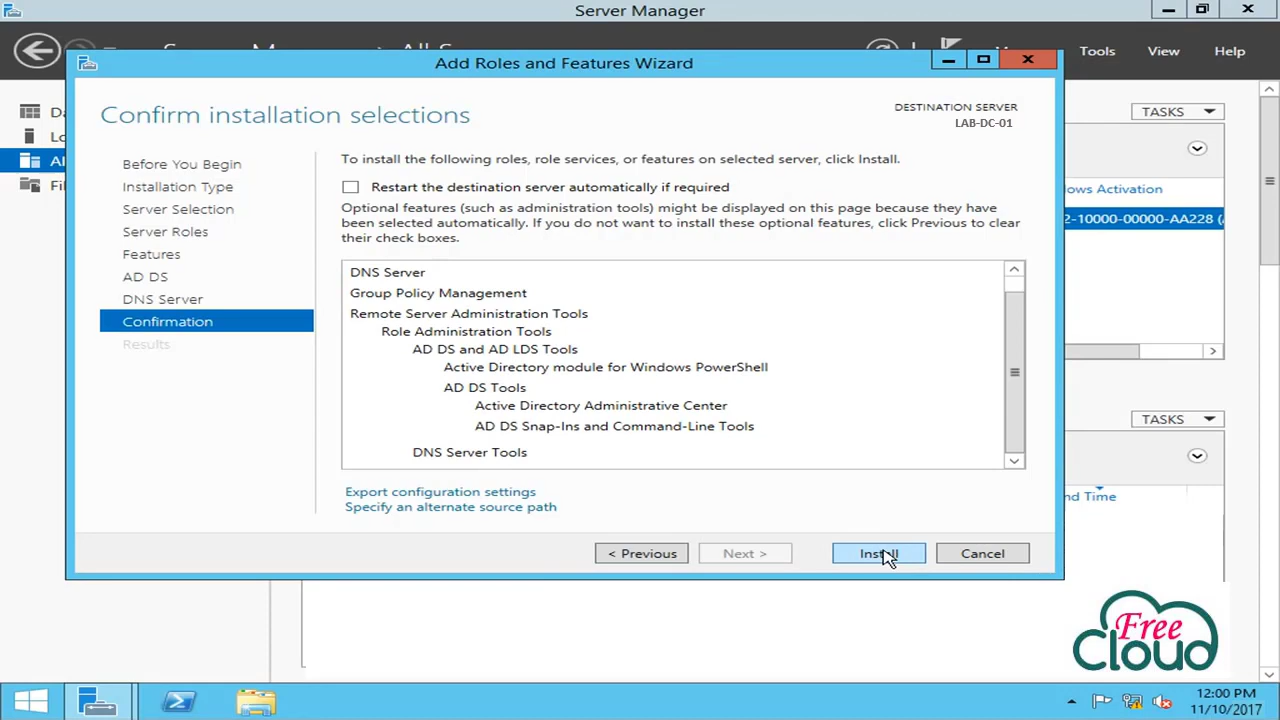 Server Manager
Tools View Help
Add Roles and Features Wizard
Confirm installation selections
DESTINATION SERVER
LAB-DC-01
Before You Begin
Installation Type
Server Selection
Server Roles
Features
AD DS
DNS Server
Confirmation
Results
To install the following roles, role services, or features on selected server, click Install.
Restart the destination server automatically if required
Optional features (such as administration tools) might be displayed on this page because they have
been selected automatically. If you do not want to install these optional features, click Previous to clear
their check boxes.
DNS Server
Group Policy Management
Remote Server Administration Tools
Role Administration Tools
AD DS and AD LDS Tools
Active Directory module for Windows PowerShell
AD DS Tools
Active Directory Administrative Center
AD DS Snap-Ins and Command-Line Tools
DNS Server Tools
Export configuration settings
Specify an alternate source path
< Previous Next > Install Cancel
TASKS
ows Activation
2-10000-00000-AA228 (
TASKS
nd Time
Free
Cloud
12:00 PM
11/10/2017